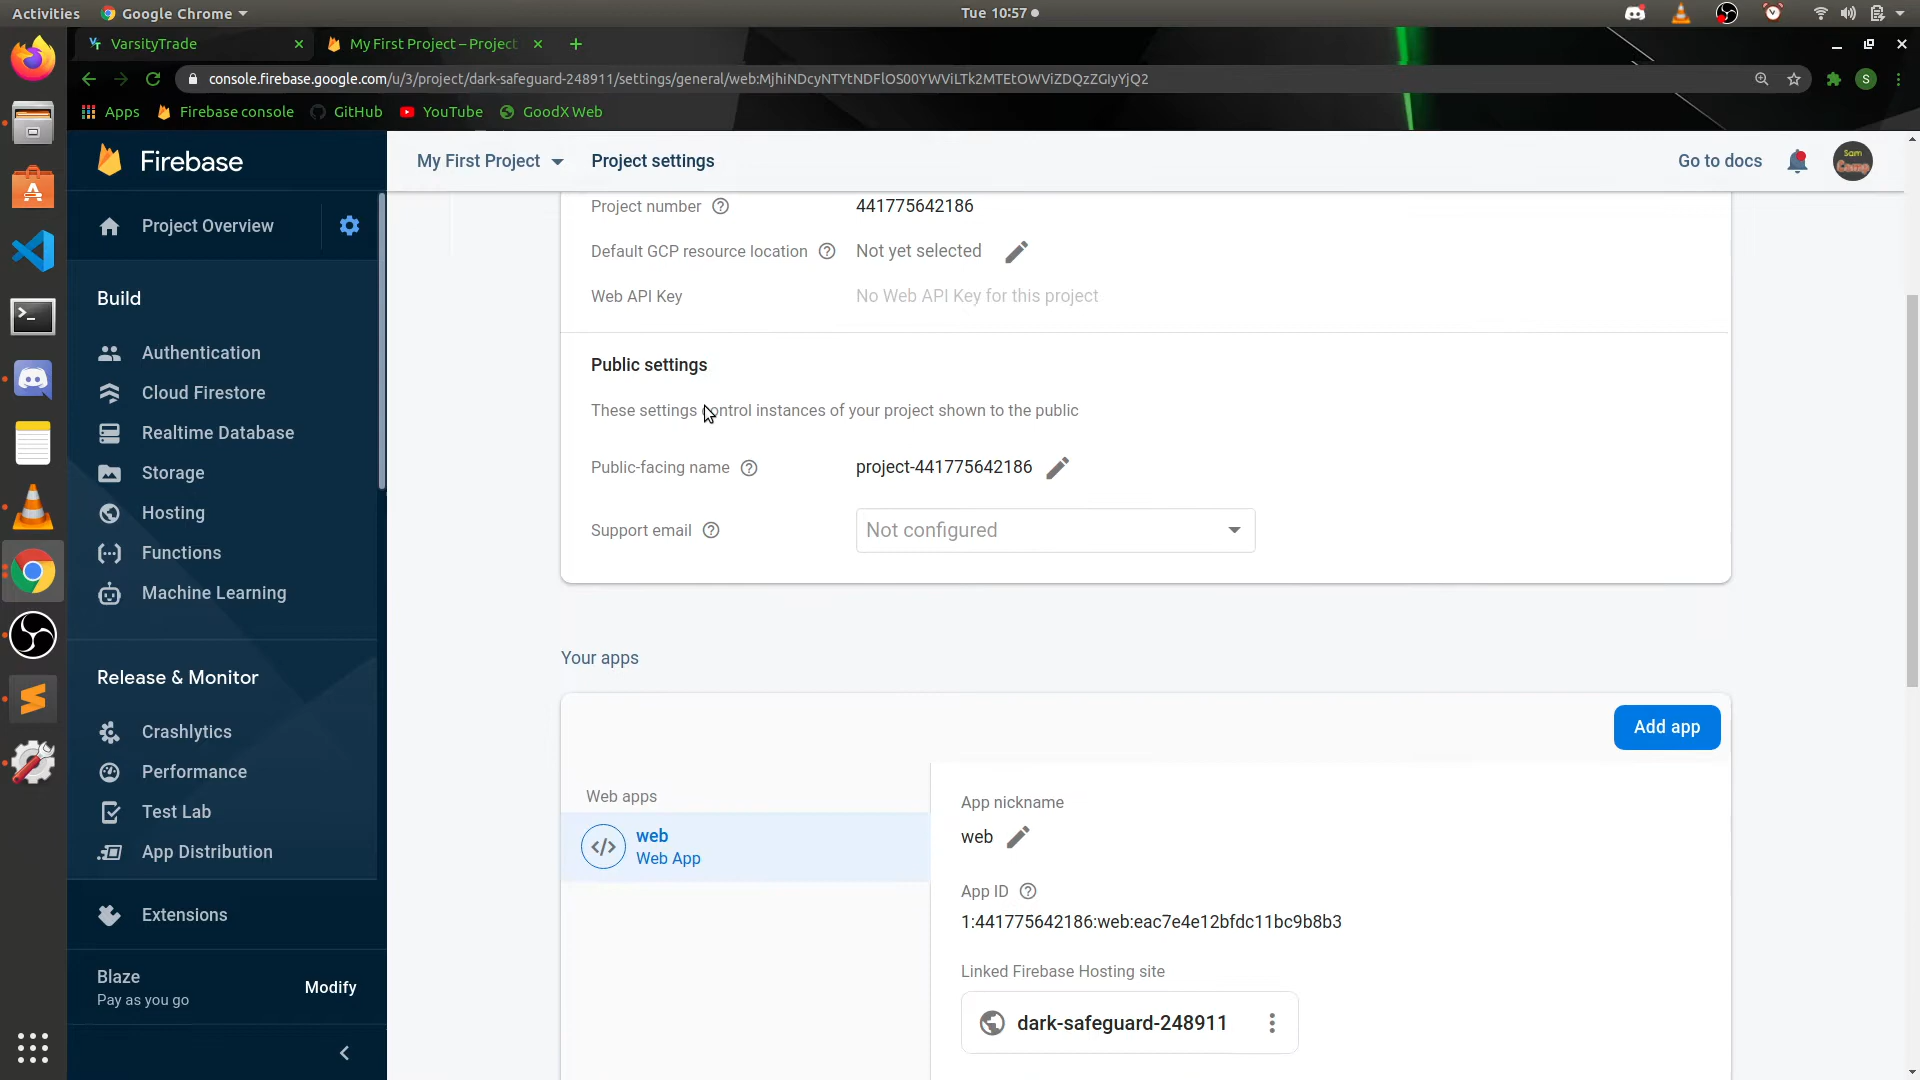 Activities
Google Chrome
Tue 10:57
VarsityTrade
My First Project – Project
console.firebase.google.com/u/3/project/dark-safeguard-248911/settings/general/web:MjhiNDcyNTYtNDFlOS00YWViLTk2MTEtOWViZDQzZGIyYjQ2
S
Apps
Firebase console
GitHub
YouTube
GoodX Web
Firebase
My First Project
Project settings
Go to docs
Sam
Comp
Project Overview
Build
Authentication
Cloud Firestore
Realtime Database
Storage
Hosting
Functions
Machine Learning
Release & Monitor
Crashlytics
Performance
Test Lab
App Distribution
Extensions
Blaze
Pay as you go
Modify
Project number
441775642186
Default GCP resource location
Not yet selected
Web API Key
No Web API Key for this project
Public settings
These settings control instances of your project shown to the public
Public-facing name
project-441775642186
Support email
Not configured
Your apps
Add app
Web apps
web
Web App
App nickname
web
App ID
1:441775642186:web:eac7e4e12bfdc11bc9b8b3
Linked Firebase Hosting site
dark-safeguard-248911